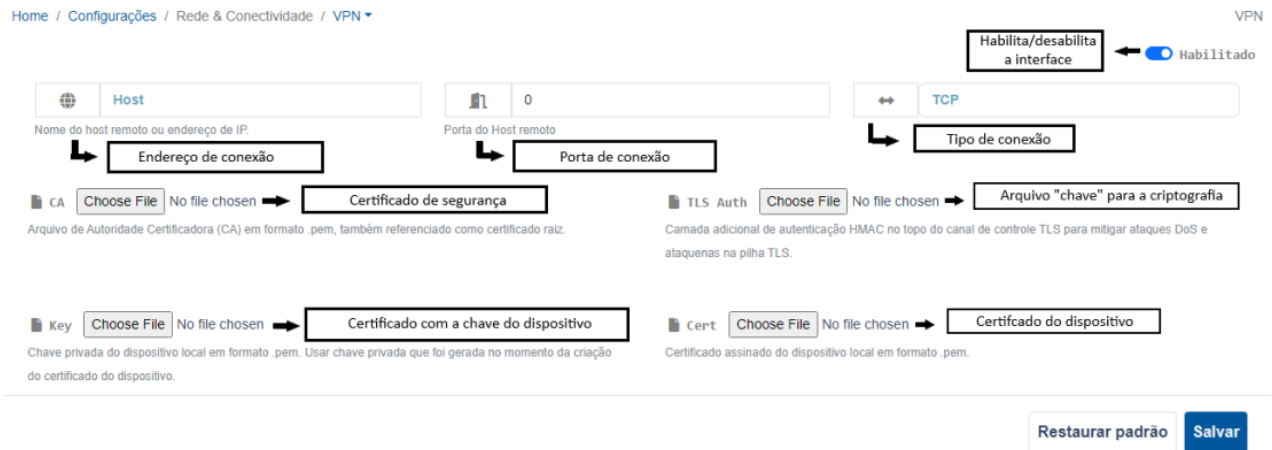 Home / Configurações / Rede & Conectividade / VPN
VPN
Habilita/desabilita
a interface
Habilitado
Host
0
TCP
Nome do host remoto ou endereço de IP.
Porta do Host remoto
Endereço de conexão
Porta de conexão
Tipo de conexão
CA Choose File No file chosen
Certificado de segurança
TLS Auth Choose File No file chosen
Arquivo "chave" para a criptografia
Arquivo de Autoridade Certificadora (CA) em formato .pem, também referenciado como certificado raiz.
Camada adicional de autenticação HMAC no topo do canal de controle TLS para mitigar ataques DoS e
ataquenas na pilha TLS.
Key Choose File No file chosen
Certificado com a chave do dispositivo
Cert Choose File No file chosen
Certifcado do dispositivo
Chave privada do dispositivo local em formato .pem. Usar chave privada que foi gerada no momento da criação
do certificado do dispositivo.
Certificado assinado do dispositivo local em formato .pem.
Restaurar padrão
Salvar